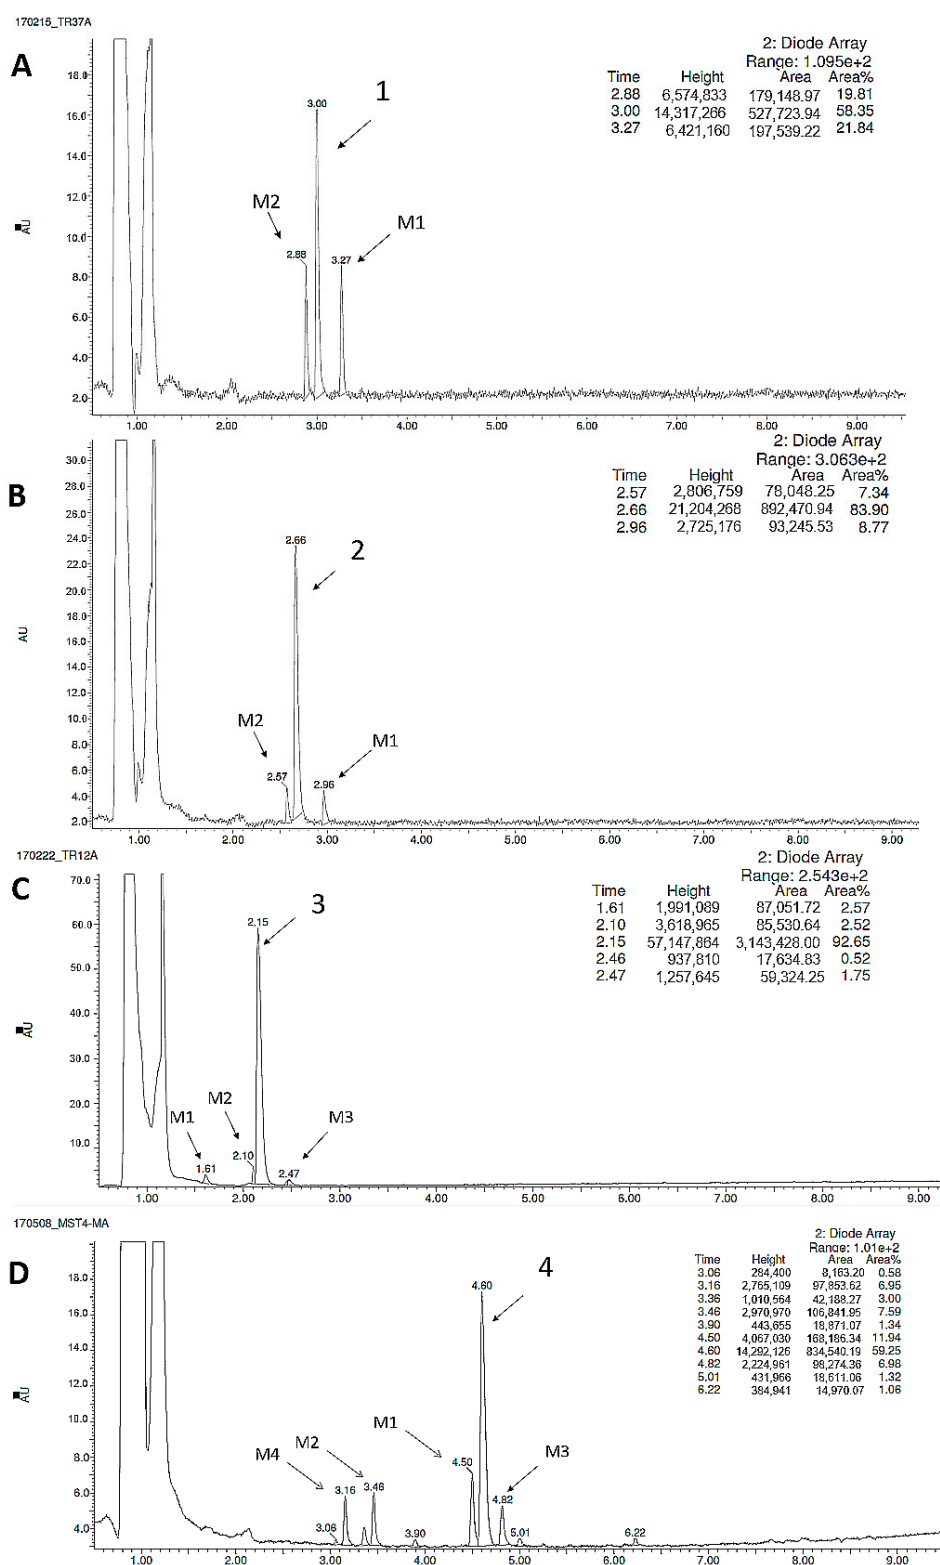 170215_TR37A
A
2: Diode Array
Range: 1.095e+2
Time Height Area Area%
2.88 6,574,833 179,148.97 19.81
3.00 14,317,266 527,723.94 58.35
3.27 6,421,160 197,539.22 21.84
18.0
16.0
14.0
12.0
10.0
8.0
6.0
4.0
2.0
AU
1
M2
M1
3.00
2.88
3.27
1.00 2.00 3.00 4.00 5.00 6.00 7.00 8.00 9.00
B
2: Diode Array
Range: 3.063e+2
Time Height Area Area%
2.57 2,806,759 78,048.25 7.34
2.66 21,204,268 892,470.94 83.90
2.96 2,725,176 93,245.53 8.77
30.0
28.0
26.0
24.0
22.0
20.0
18.0
16.0
14.0
12.0
10.0
8.0
6.0
4.0
2.0
AU
2
2.66
M2
M1
2.57
2.96
1.00 2.00 3.00 4.00 5.00 6.00 7.00 8.00 9.00
170222_TR12A
C
2: Diode Array
Range: 2.543e+2
Time Height Area Area%
1.61 1,991,089 87,051.72 2.57
2.10 3,618,965 85,530.64 2.52
2.15 57,147,864 3,143,428.00 92.65
2.46 937,810 17,634.83 0.52
2.47 1,257,645 59,324.25 1.75
70.0
60.0
50.0
40.0
30.0
20.0
10.0
AU
3
2.15
M1
M2
M3
1.61
2.10
2.47
1.00 2.00 3.00 4.00 5.00 6.00 7.00 8.00 9.00
170508_MST4-MA
D
2: Diode Array
Range: 1.01e+2
Time Height Area Area%
3.06 284,400 8,163.20 0.58
3.16 2,765,109 97,853.62 6.95
3.36 1,010,564 42,188.27 3.00
3.46 2,970,970 106,841.95 7.59
3.90 443,655 18,871.07 1.34
4.50 4,067,030 168,186.34 11.94
4.60 14,292,126 834,540.19 59.25
4.82 2,224,961 98,274.36 6.98
5.01 431,966 18,611.06 1.32
6.22 384,941 14,970.07 1.06
18.0
16.0
14.0
12.0
10.0
8.0
6.0
4.0
AU
4
4.60
M1
M2
M4
M3
4.50
3.16
3.46
4.82
3.06
3.90
5.01
6.22
1.00 2.00 3.00 4.00 5.00 6.00 7.00 8.00 9.00